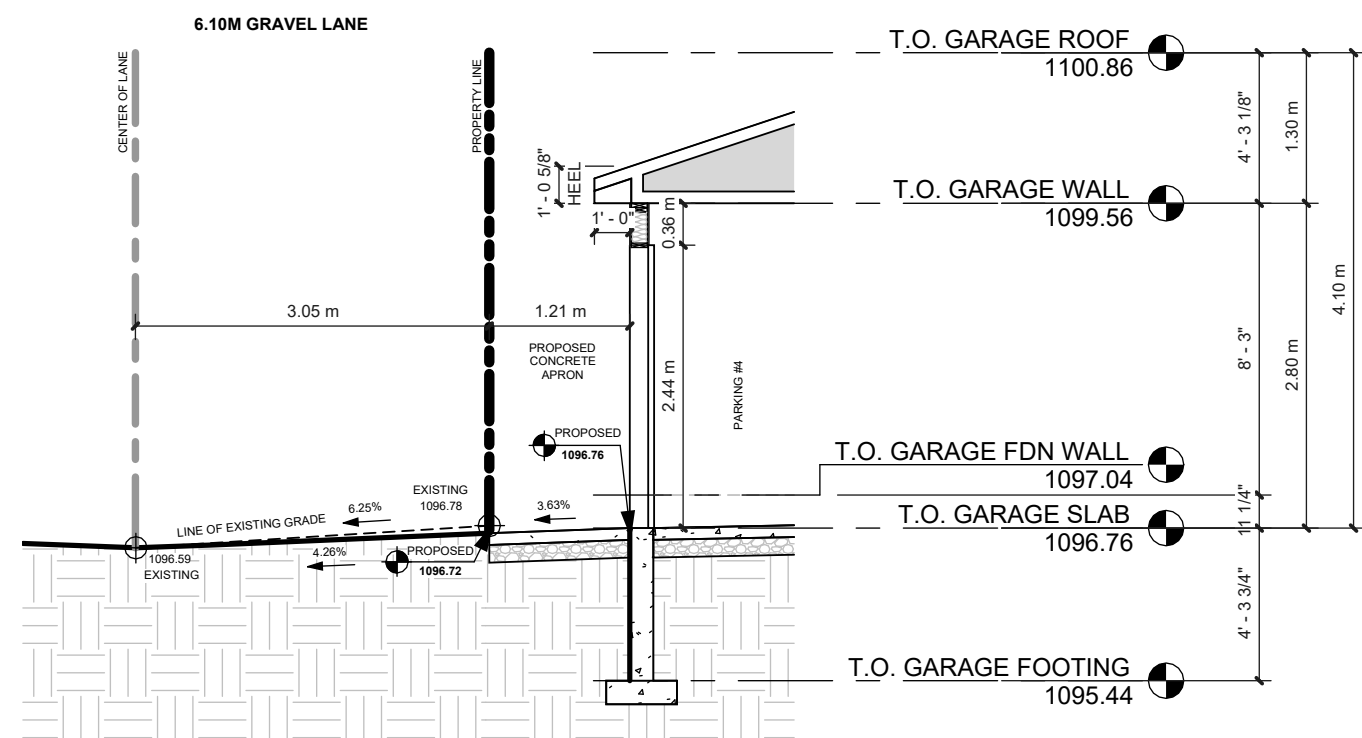 6.10M GRAVEL LANE
CENTER OF LANE
PROPERTY LINE
T.O. GARAGE ROOF
1100.86
4' - 3 1/8"
1.30 m
4.10 m
1' - 0 5/8"
HEEL
T.O. GARAGE WALL
1099.56
1' - 0"
0.36 m
3.05 m
1.21 m
PROPOSED
CONCRETE
APRON
2.44 m
PARKING #4
8' - 3"
2.80 m
PROPOSED
1096.76
T.O. GARAGE FDN WALL
1097.04
EXISTING
1096.78
6.25%
3.63%
LINE OF EXISTING GRADE
T.O. GARAGE SLAB
1096.76
11 1/4"
4.26%
PROPOSED
1096.72
1096.59
EXISTING
4' - 3 3/4"
T.O. GARAGE FOOTING
1095.44